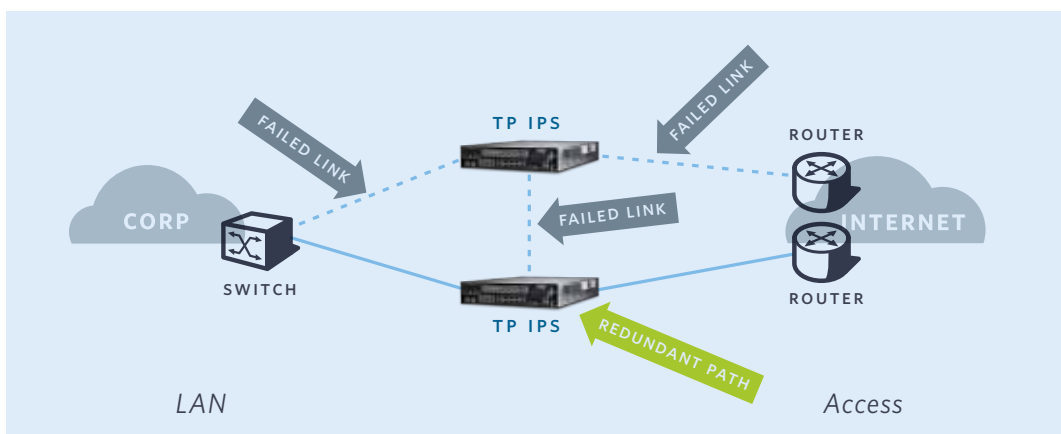 FAILED LINK
FAILED LINK
TP IPS
ROUTER
CORP
FAILED LINK
INTERNET
SWITCH
TP IPS
ROUTER
REDUNDANT PATH
LAN
Access